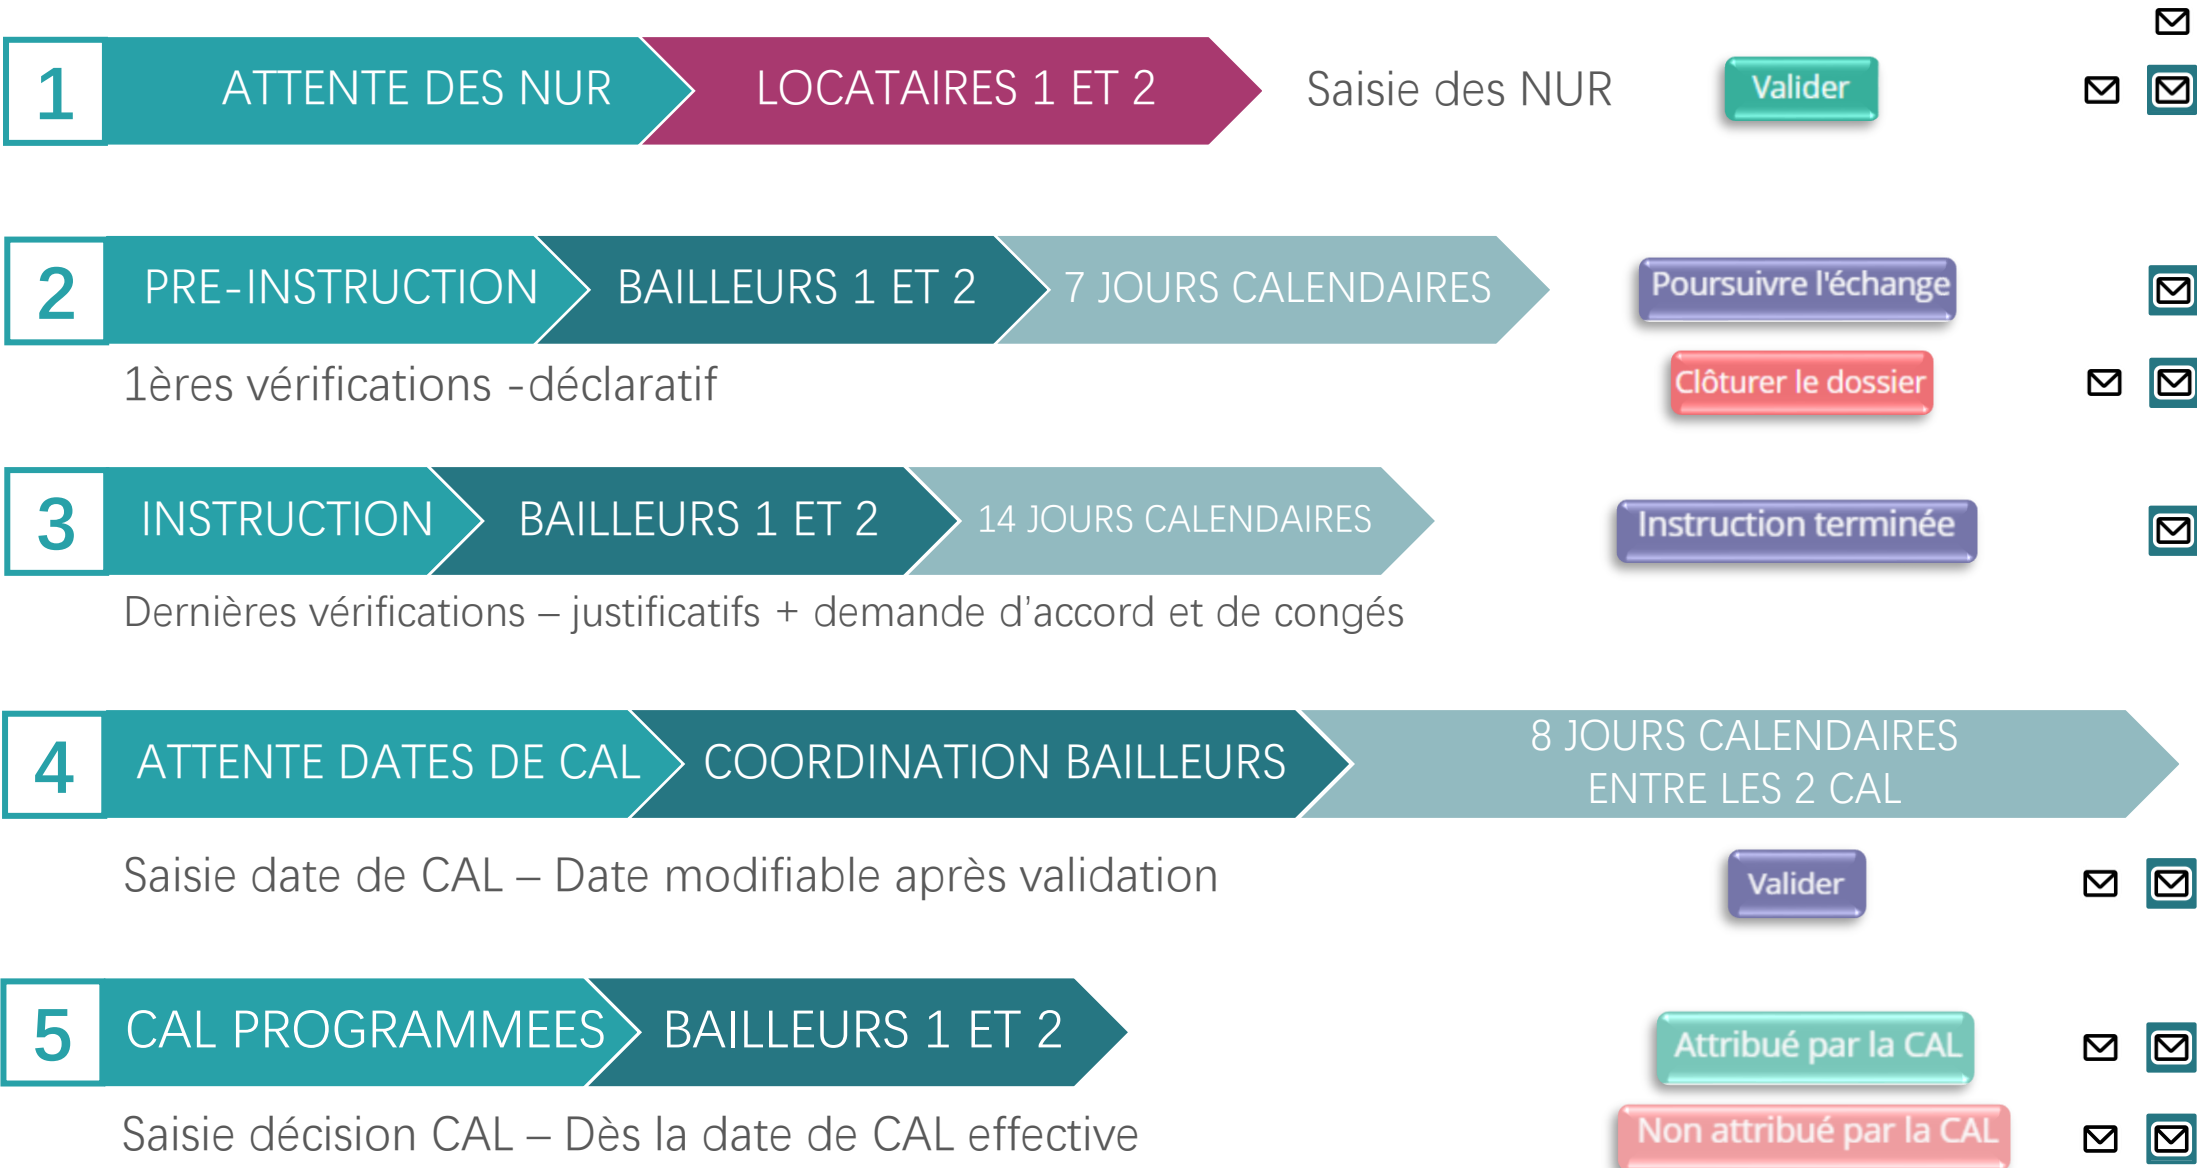 1 ATTENTE DES NUR LOCATAIRES 1 ET 2 Saisie des NUR Valider
2 PRE-INSTRUCTION BAILLEURS 1 ET 2 7 JOURS CALENDAIRES Poursuivre l'échange
1ères vérifications -déclaratif Clôturer le dossier
3 INSTRUCTION BAILLEURS 1 ET 2 14 JOURS CALENDAIRES Instruction terminée
Dernières vérifications – justificatifs + demande d'accord et de congés
4 ATTENTE DATES DE CAL COORDINATION BAILLEURS 8 JOURS CALENDAIRES
ENTRE LES 2 CAL
Saisie date de CAL – Date modifiable après validation Valider
5 CAL PROGRAMMEES BAILLEURS 1 ET 2 Attribué par la CAL
Saisie décision CAL – Dès la date de CAL effective Non attribué par la CAL